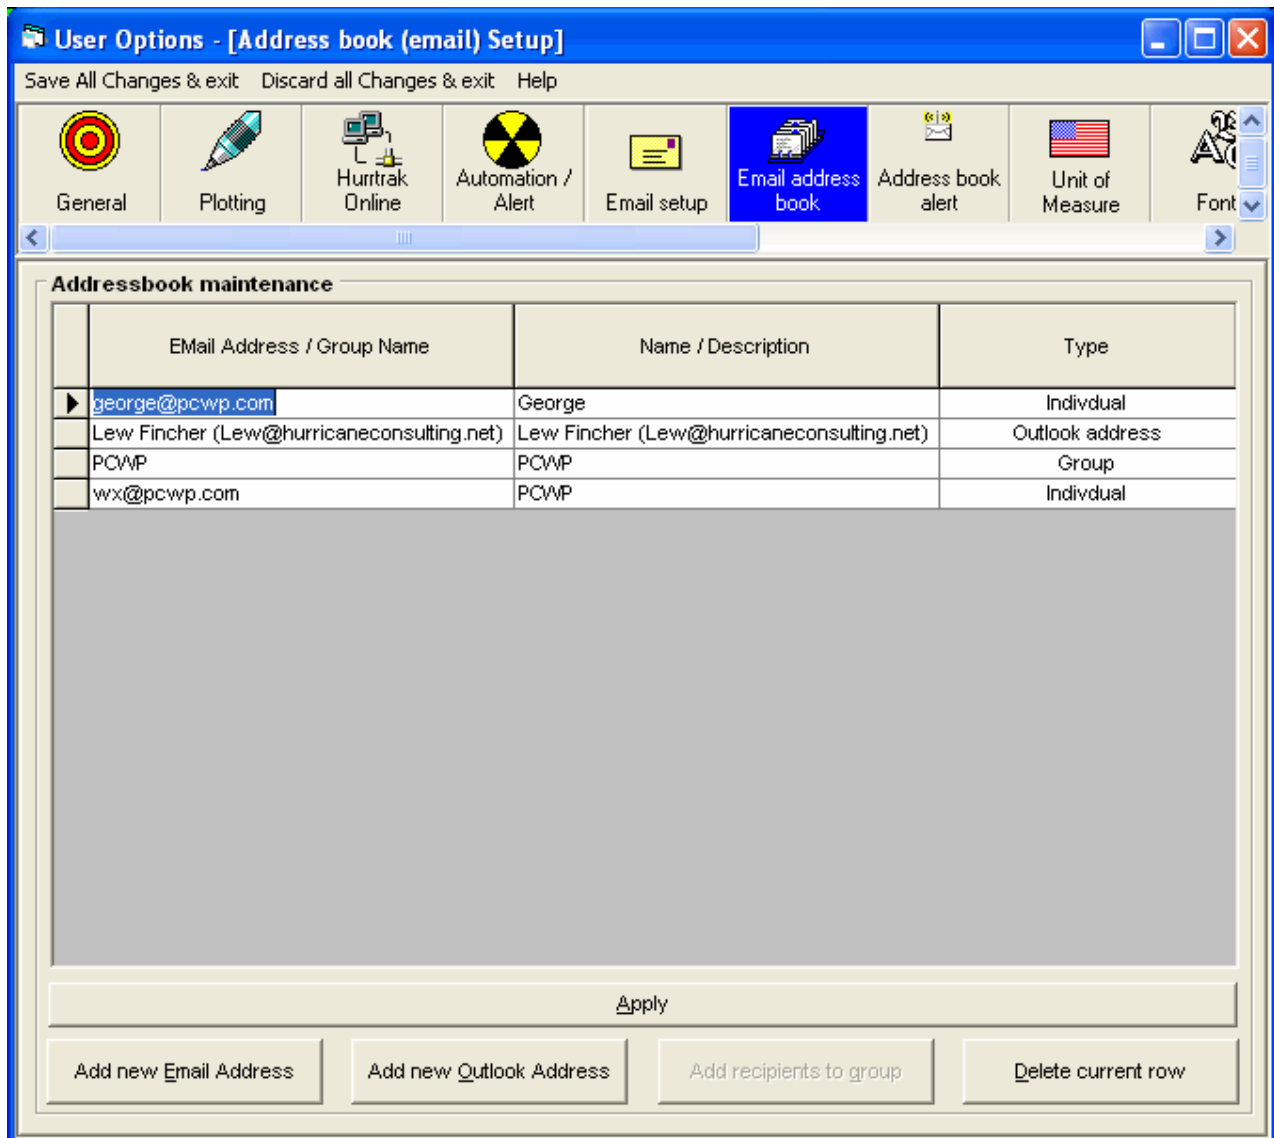 User Options - [Address book (email) Setup]
Save All Changes & exit Discard all Changes & exit Help
General
Plotting
Hurrtrak
Online
Automation /
Alert
Email setup
Email address
book
Address book
alert
Unit of
Measure
Font
Addressbook maintenance
EMail Address / Group Name Name / Description Type
george@pcwp.com George Indivdual
Lew Fincher (Lew@hurricaneconsulting.net) Lew Fincher (Lew@hurricaneconsulting.net) Outlook address
PCWP PCWP Group
wx@pcwp.com PCWP Indivdual
Apply
Add new Email Address Add new Outlook Address Add recipients to group Delete current row